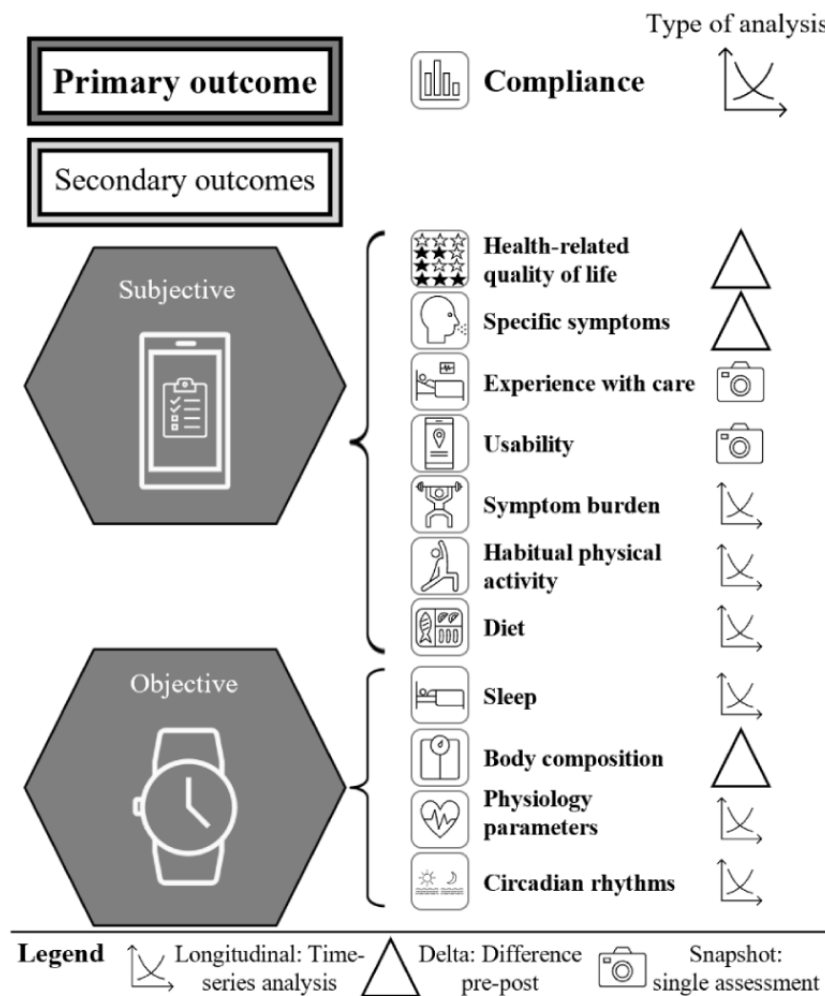 Type of analysis
Primary outcome
Compliance
Secondary outcomes
Subjective
Health-related
quality of life
Specific symptoms
Experience with care
Usability
Symptom burden
Habitual physical
activity
Diet
Objective
Sleep
Body composition
Physiology
parameters
Circadian rhythms
Legend
Longitudinal: Time-
series analysis
Delta: Difference
pre-post
Snapshot:
single assessment